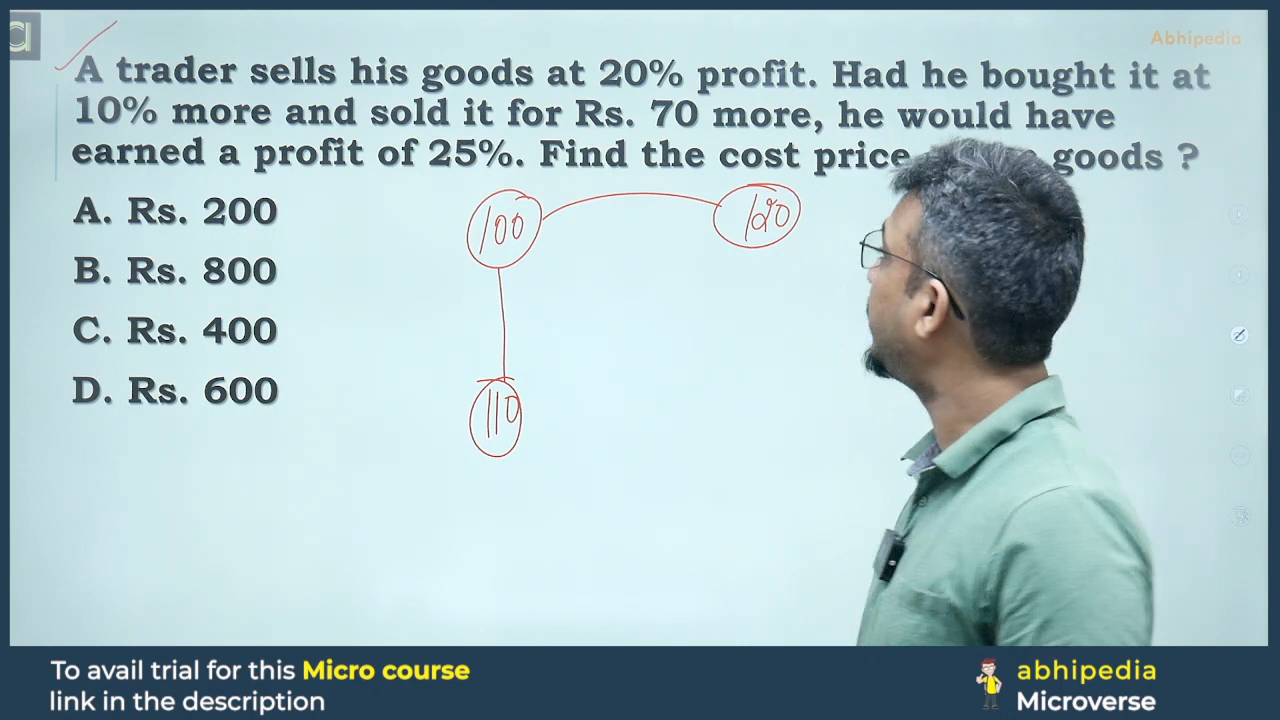 a
Abhipedia
A trader sells his goods at 20% profit. Had he bought it at
10% more and sold it for Rs. 70 more, he would have
earned a profit of 25%. Find the cost price goods ?
A. Rs. 200
B. Rs. 800
C. Rs. 400
D. Rs. 600
100
120
110
To avail trial for this Micro course
link in the description
abhipedia
Microverse